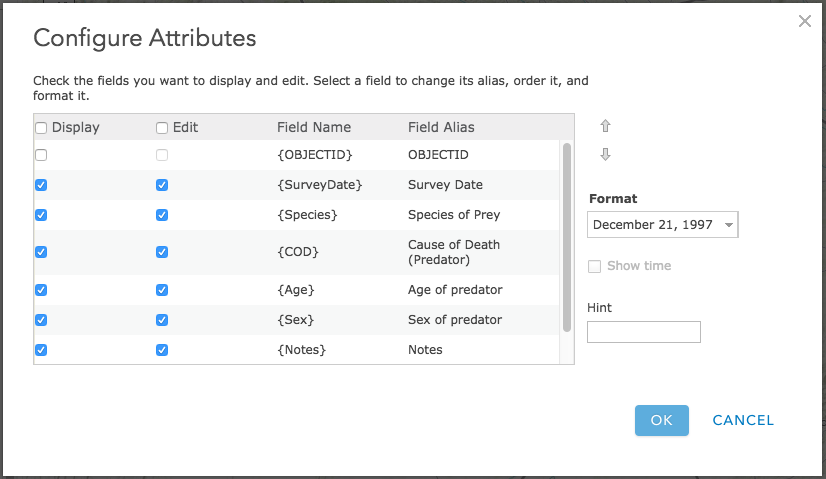 Configure Attributes
Check the fields you want to display and edit. Select a field to change its alias, order it, and
format it.
Display Edit Field Name Field Alias
{OBJECTID} OBJECTID
{SurveyDate} Survey Date
{Species} Species of Prey
{COD} Cause of Death
(Predator)
{Age} Age of predator
{Sex} Sex of predator
{Notes} Notes
Format
December 21, 1997
Show time
Hint
OK CANCEL